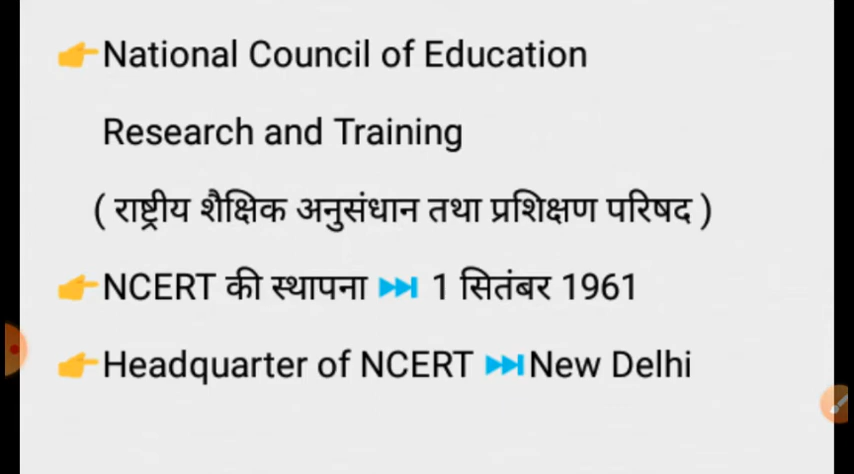 👉National Council of Education
Research and Training
( राष्ट्रीय शैक्षिक अनुसंधान तथा प्रशिक्षण परिषद )
👉NCERT की स्थापना ⏭ 1 सितंबर 1961
👉Headquarter of NCERT ⏭New Delhi